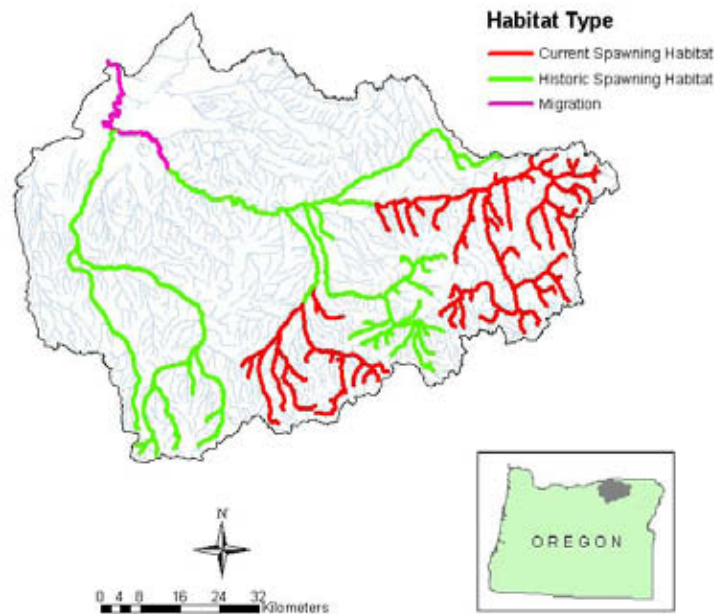 Habitat Type
Current Spawning Habitat
Historic Spawning Habitat
Migration
N
0 4 8 16 24 32
Kilometers
OREGON